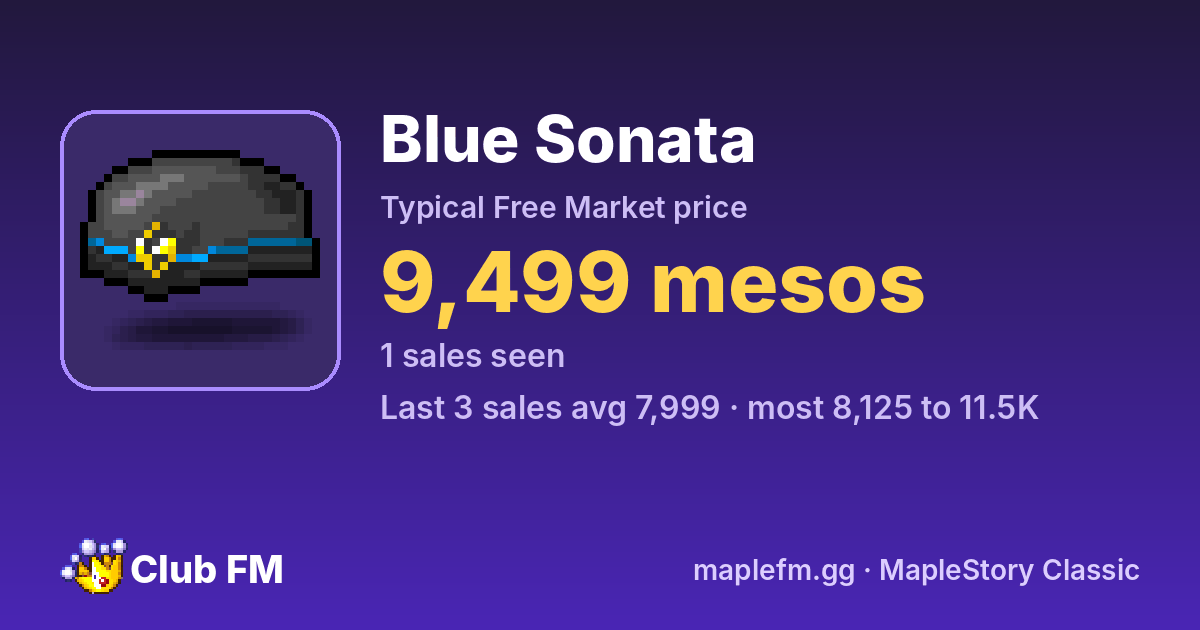 Blue Sonata
Typical Free Market price
9,499 mesos
1 sales seen
Last 3 sales avg 7,999 · most 8,125 to 11.5K
Club FM
maplefm.gg · MapleStory Classic